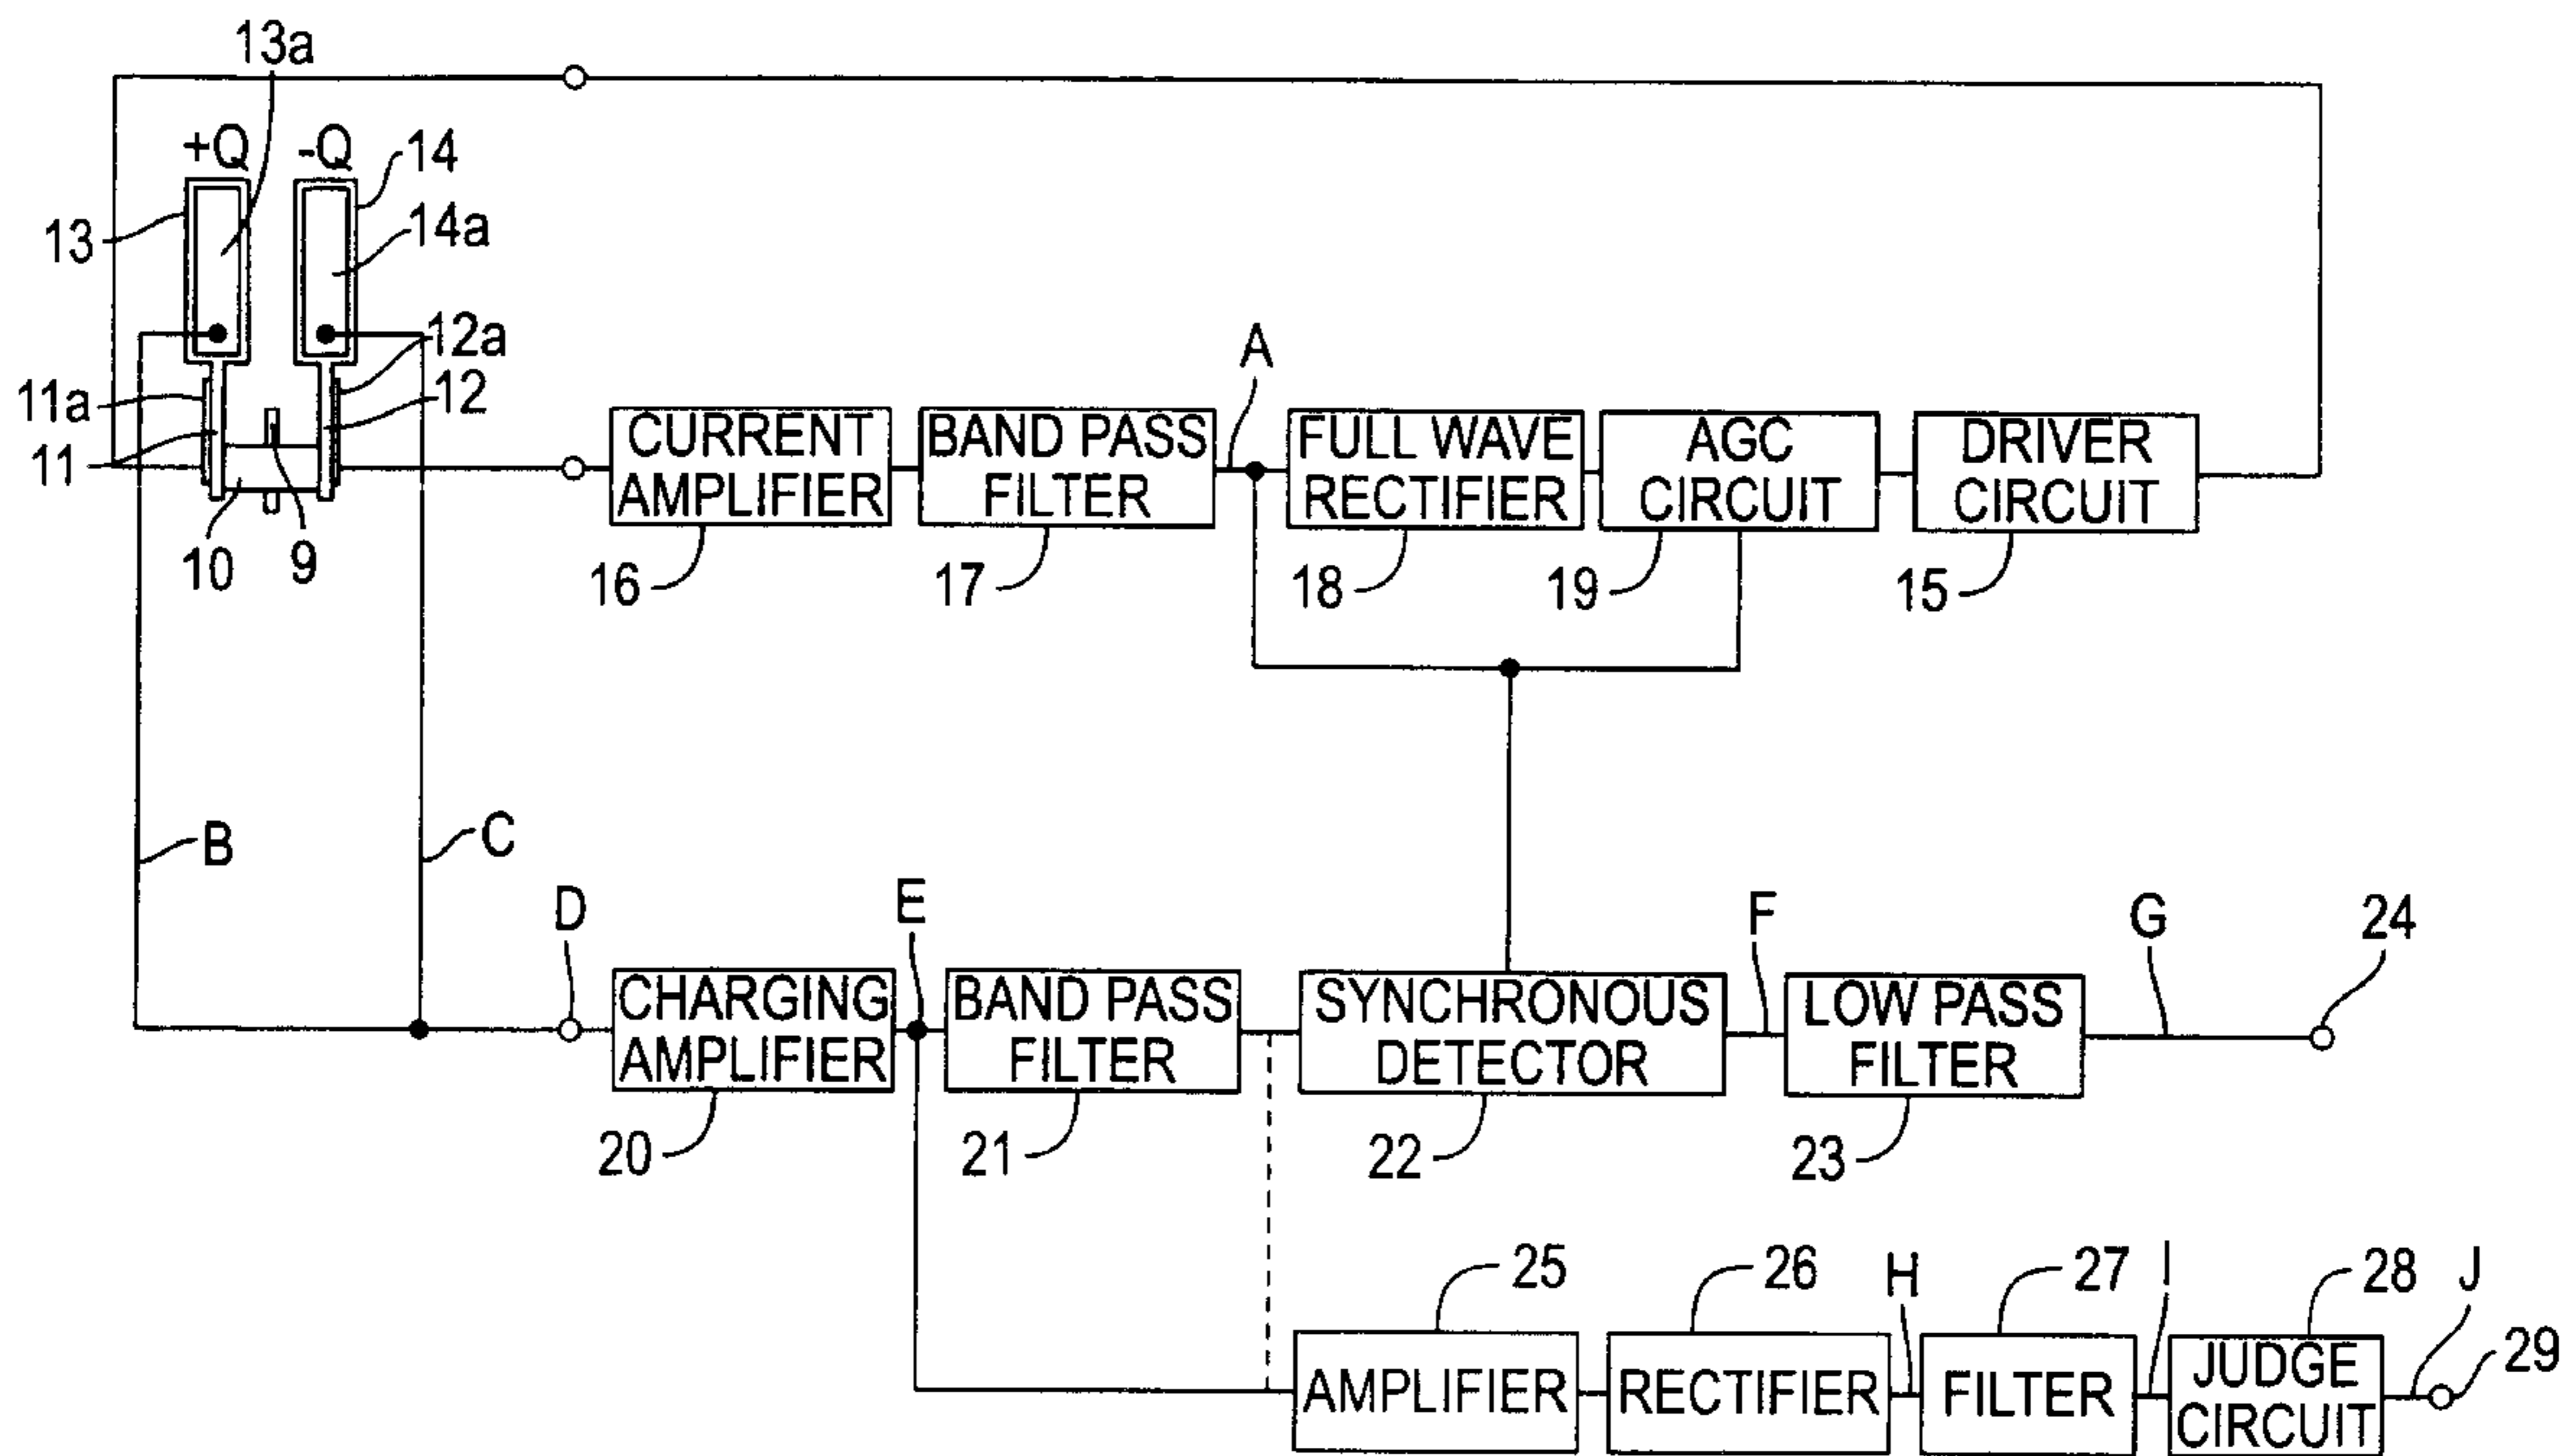 13a
+Q
-Q
14
13
14a
12a
11a
12
11
10
9
A
CURRENT
AMPLIFIER
BAND PASS
FILTER
FULL WAVE
RECTIFIER
AGC
CIRCUIT
DRIVER
CIRCUIT
16
17
18
19
15
B
C
D
E
F
G
24
CHARGING
AMPLIFIER
BAND PASS
FILTER
SYNCHRONOUS
DETECTOR
LOW PASS
FILTER
20
21
22
23
25
26
H
27
I
28
J
29
AMPLIFIER
RECTIFIER
FILTER
JUDGE
CIRCUIT